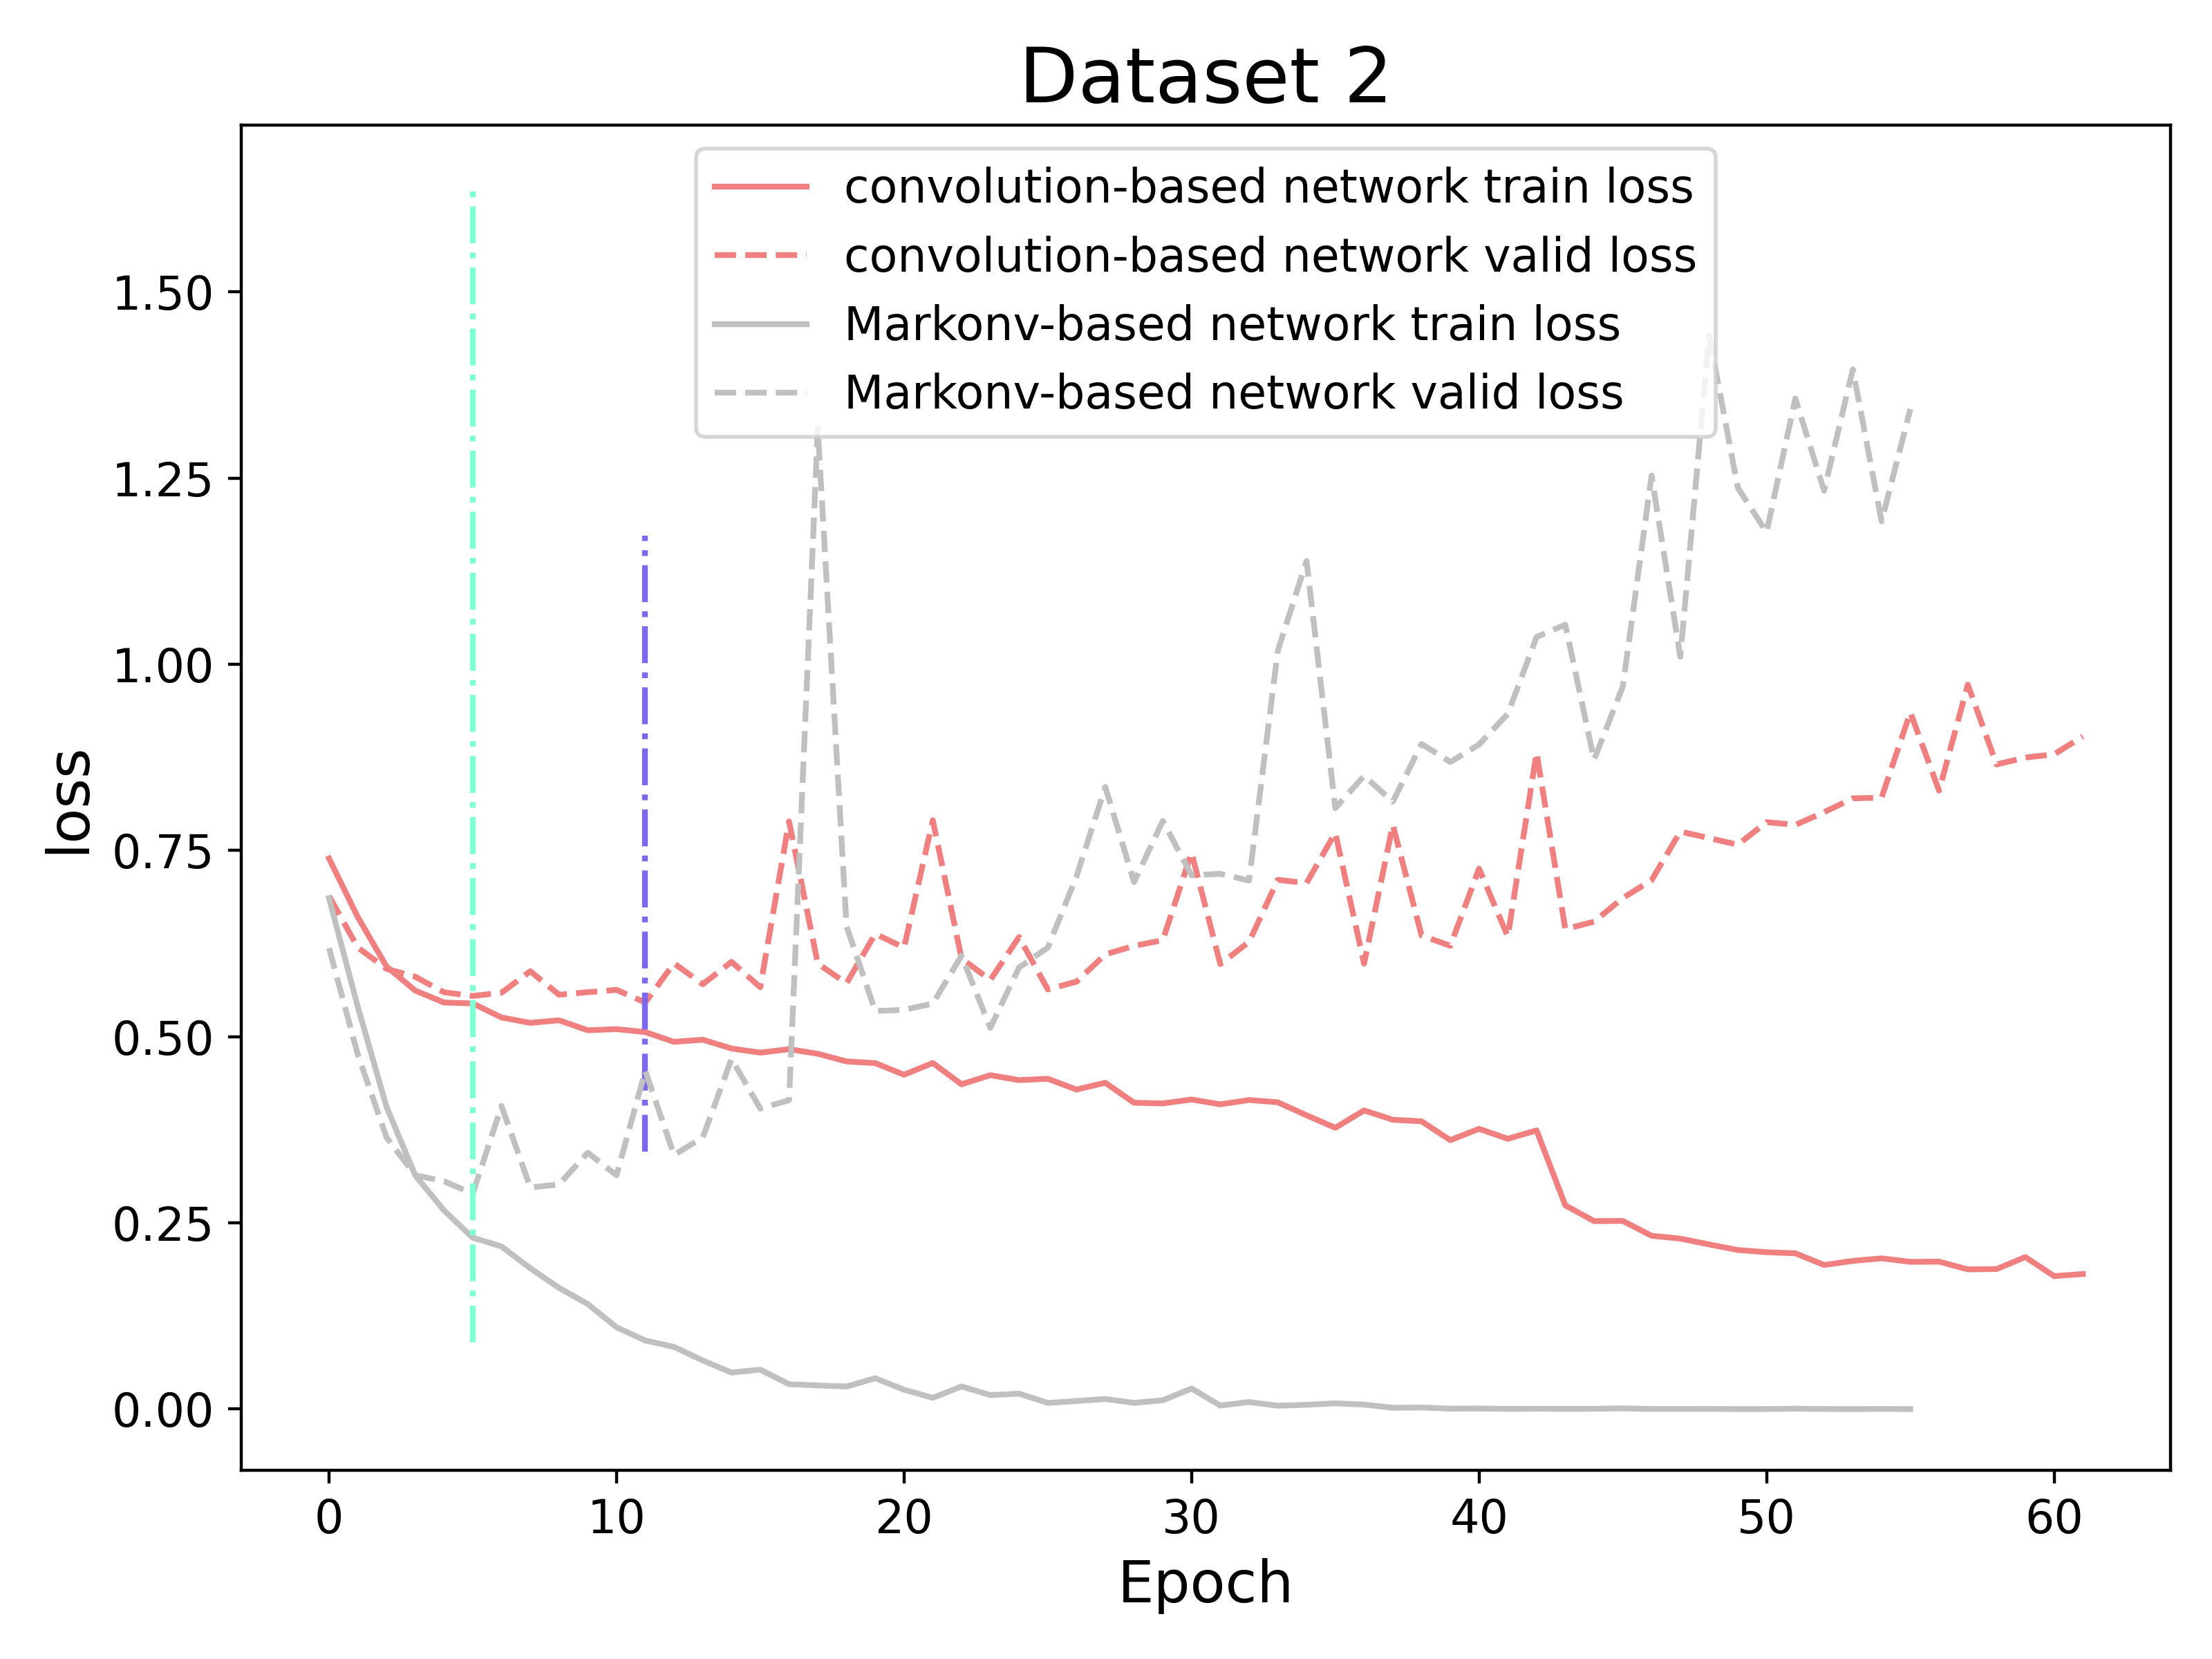 Dataset 2
convolution-based network train loss
convolution-based network valid loss
Markonv-based network train loss
Markonv-based network valid loss
loss
1.50
1.25
1.00
0.75
0.50
0.25
0.00
0 10 20 30 40 50 60
Epoch